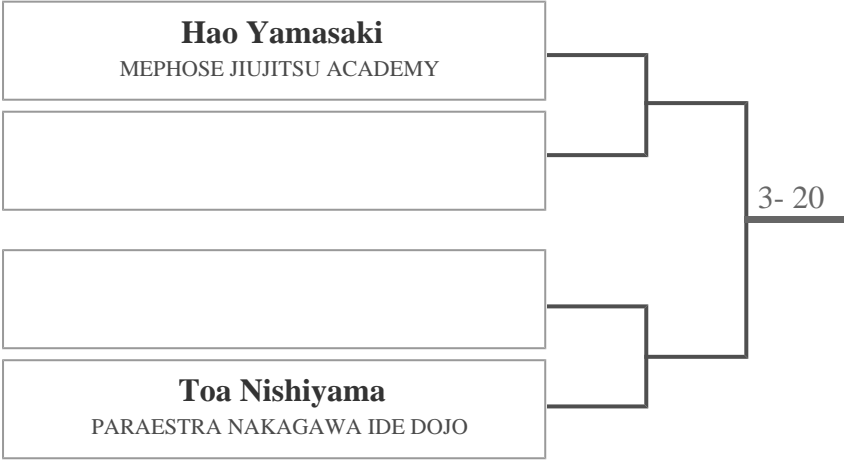 Hao Yamasaki
MEPHOSE JIUJITSU ACADEMY
3- 20
Toa Nishiyama
PARAESTRA NAKAGAWA IDE DOJO